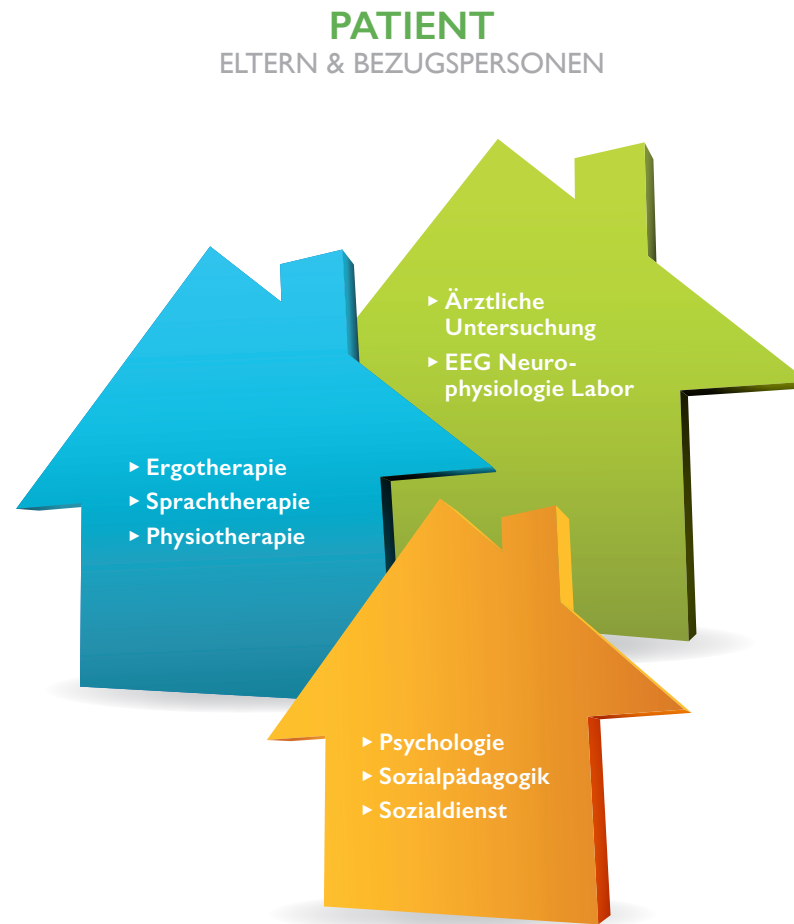 PATIENT
ELTERN & BEZUGSPERSONEN
▸ Ärztliche
Untersuchung
▸ EEG Neuro-
physiologie Labor
▸ Ergotherapie
▸ Sprachtherapie
▸ Physiotherapie
▸ Psychologie
▸ Sozialpädagogik
▸ Sozialdienst